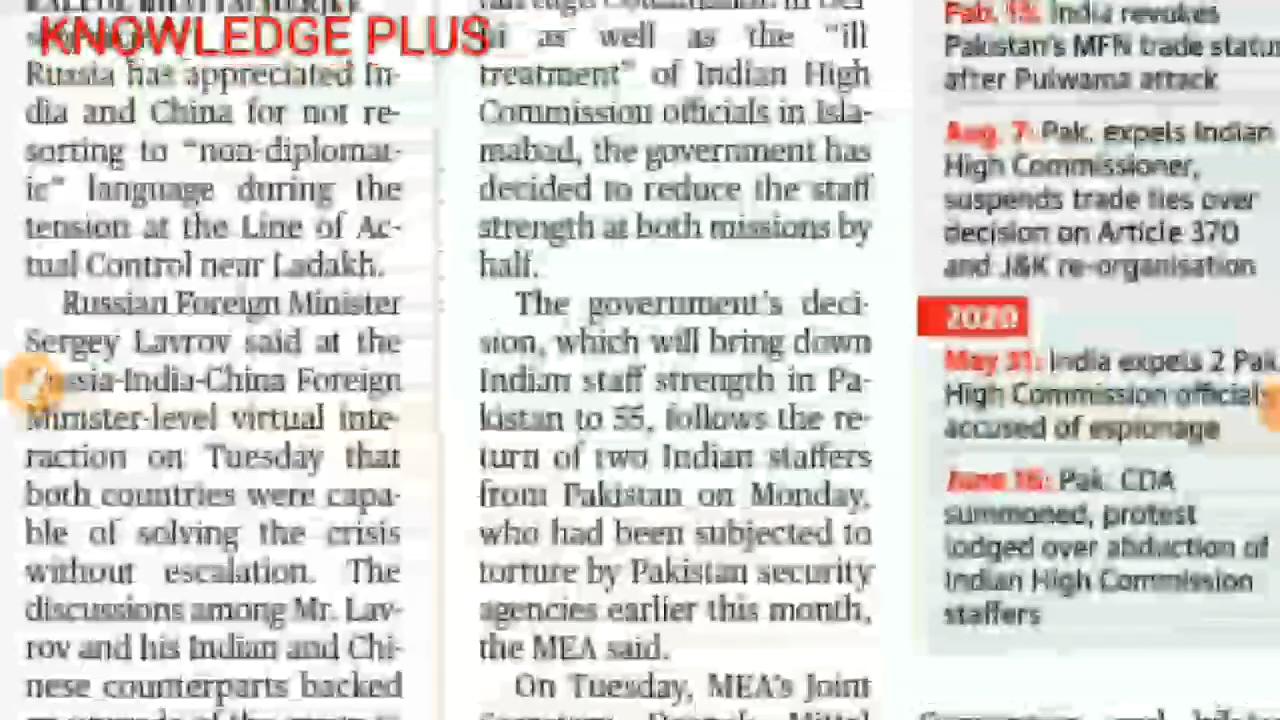 KNOWLEDGE PLUS
Russia has appreciated In-
dia and China for not re-
sorting to "non-diplomat-
ic" language during the
tension at the Line of Ac-
tual Control near Ladakh.
Russian Foreign Minister
Sergey Lavrov said at the
Russia-India-China Foreign
Minister-level virtual inte-
raction on Tuesday that
both countries were capa-
ble of solving the crisis
without escalation. The
discussions among Mr. Lav-
rov and his Indian and Chi-
nese counterparts backed
as well as the "ill
treatment" of Indian High
Commission officials in Isla-
mabad, the government has
decided to reduce the staff
strength at both missions by
half.
The government's deci-
sion, which will bring down
Indian staff strength in Pa-
kistan to 55, follows the re-
turn of two Indian staffers
from Pakistan on Monday,
who had been subjected to
torture by Pakistan security
agencies earlier this month,
the MEA said.
On Tuesday, MEA's Joint
Feb. 15: India revokes
Pakistan's MFN trade status
after Pulwama attack
Aug. 7: Pak. expels Indian
High Commissioner,
suspends trade ties over
decision on Article 370
and J&K re-organisation
2020
May 31: India expels 2 Pak.
High Commission officials
accused of espionage
June 15: Pak. CDA
summoned, protest
lodged over abduction of
Indian High Commission
staffers